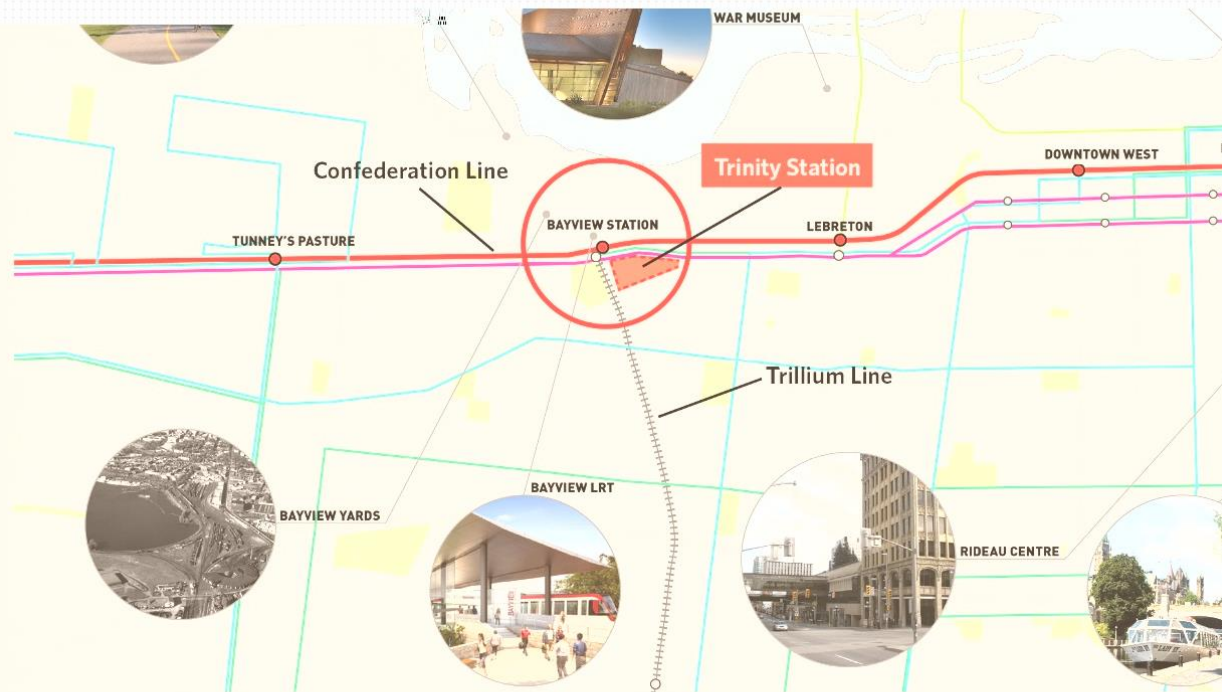 WAR MUSEUM
DOWNTOWN WEST
Confederation Line
Trinity Station
BAYVIEW STATION
LEBRETON
TUNNEY'S PASTURE
Trillium Line
BAYVIEW LRT
BAYVIEW YARDS
RIDEAU CENTRE
BAYVIEW